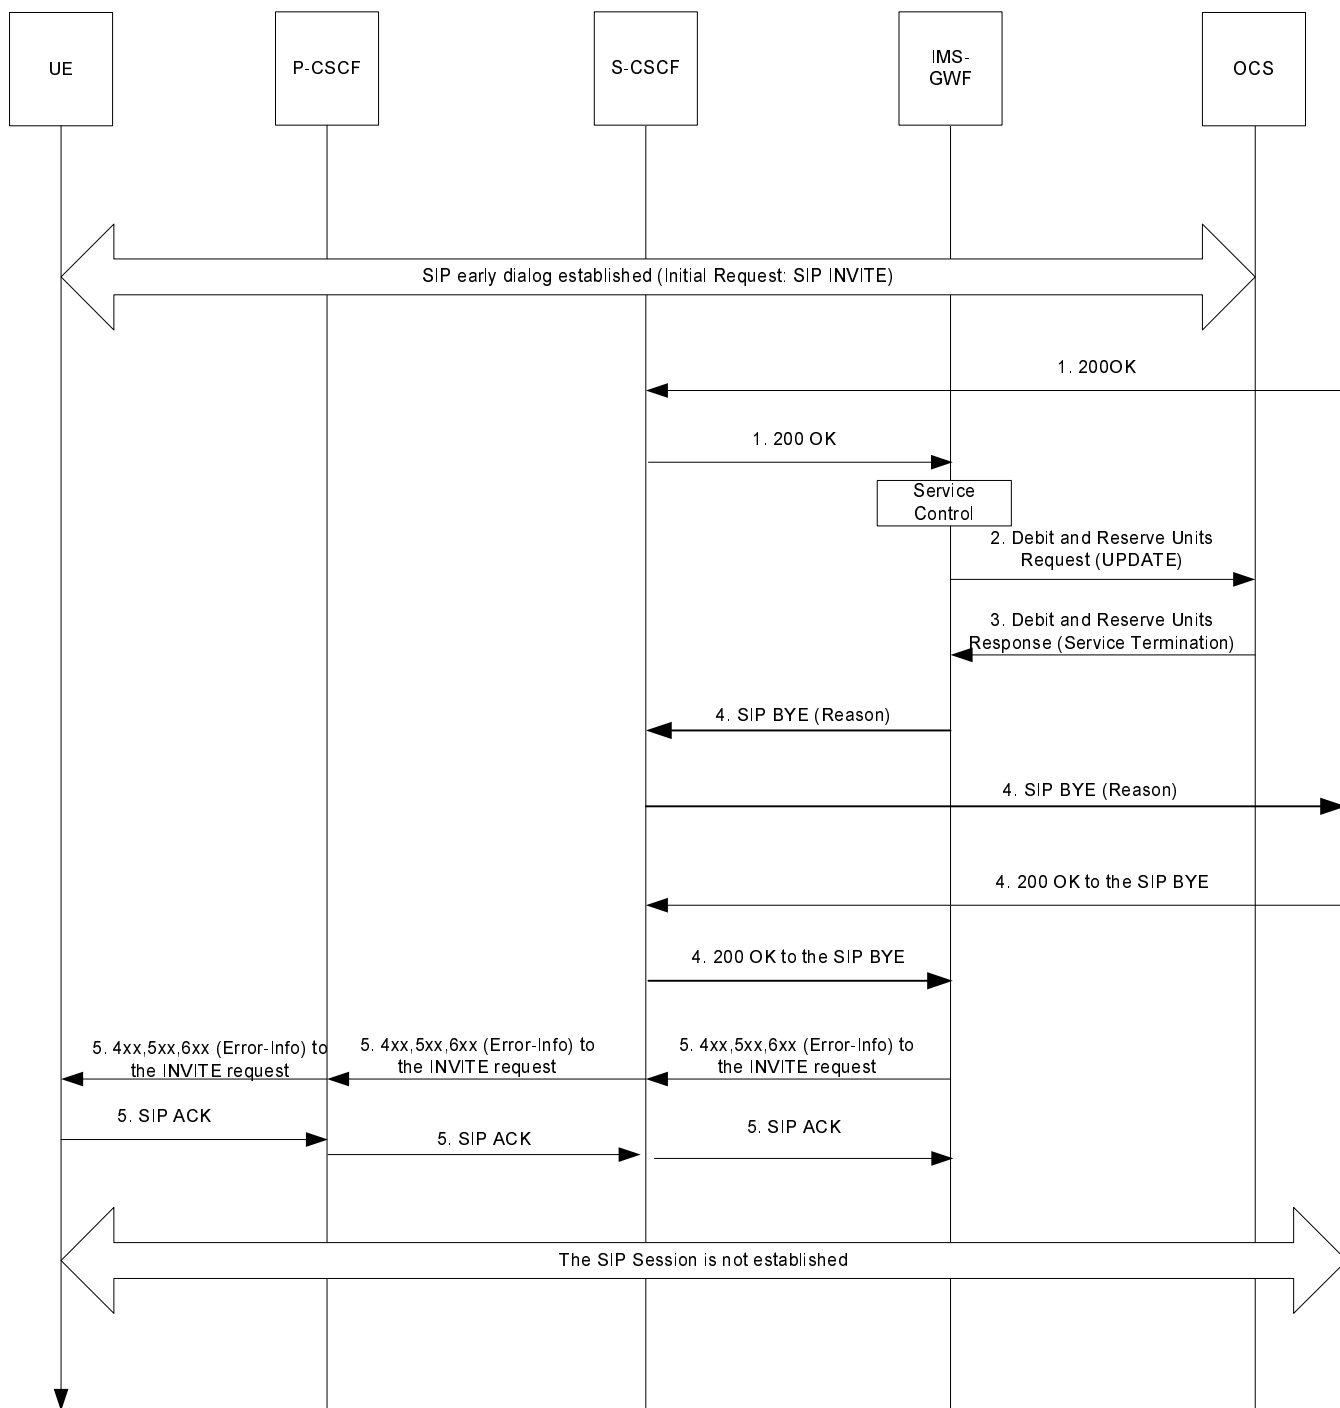 UE
P-CSCF
S-CSCF
IMS-
GWF
OCS
SIP early dialog established (Initial Request: SIP INVITE)
1. 200OK
1. 200 OK
Service
Control
2. Debit and Reserve Units
Request (UPDATE)
3. Debit and Reserve Units
Response (Service Termination)
4. SIP BYE (Reason)
4. SIP BYE (Reason)
4. 200 OK to the SIP BYE
4. 200 OK to the SIP BYE
5. 4xx,5xx,6xx (Error-Info) to
the INVITE request
5. 4xx,5xx,6xx (Error-Info) to
the INVITE request
5. 4xx,5xx,6xx (Error-Info) to
the INVITE request
5. SIP ACK
5. SIP ACK
5. SIP ACK
The SIP Session is not established